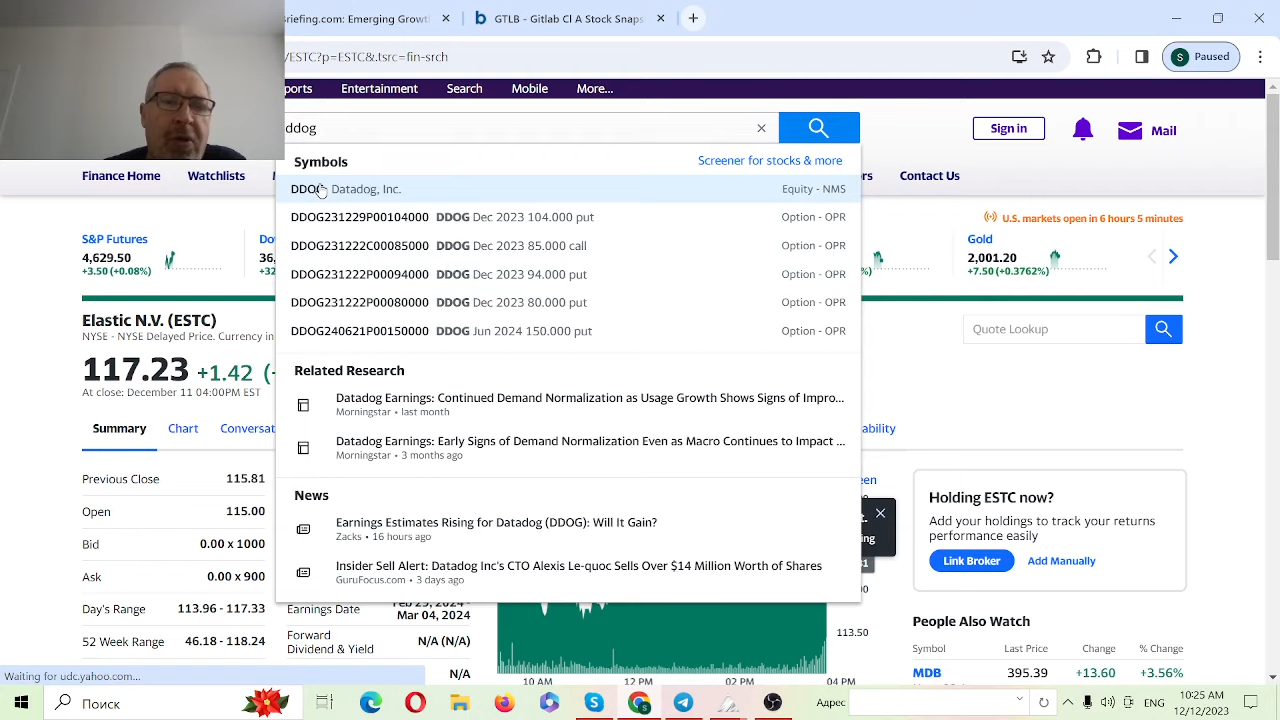 Briefing.com: Emerging Growt
GTLB - Gitlab Cl A Stock Snaps
/ESTC?p=ESTC&.tsrc=fin-srch
Paused
Entertainment Search Mobile More...
ddog
Sign in
Mail
Symbols
Screener for stocks & more
Finance Home Watchlists
Contact Us
Datadog, Inc. Equity - NMS
DDOG231229P00104000 DDOG Dec 2023 104.000 put Option - OPR
U.S. markets open in 6 hours 5 minutes
DDOG231222C00085000 DDOG Dec 2023 85.000 call Option - OPR
DDOG231222P00094000 DDOG Dec 2023 94.000 put Option - OPR
DDOG231222P00080000 DDOG Dec 2023 80.000 put Option - OPR
DDOG240621P00150000 DDOG Jun 2024 150.000 put Option - OPR
S&P Futures
4,629.50
+3.50 (+0.08%)
Gold
2,001.20
+7.50 (+0.3762%)
Elastic N.V. (ESTC)
NYSE - NYSE Delayed Price. Currency in
117.23 +1.42
At close: December 11 04:00PM EST
Quote Lookup
Related Research
Datadog Earnings: Continued Demand Normalization as Usage Growth Shows Signs of Impro...
Morningstar • last month
Datadog Earnings: Early Signs of Demand Normalization Even as Macro Continues to Impact ...
Morningstar • 3 months ago
News
Earnings Estimates Rising for Datadog (DDOG): Will It Gain?
Zacks • 16 hours ago
Insider Sell Alert: Datadog Inc's CTO Alexis Le-quoc Sells Over $14 Million Worth of Shares
GuruFocus.com • 3 days ago
Summary Chart Conversat
Previous Close 115.81
Open 115.00
Bid 0.00 x 1000
Ask 0.00 x 900
Day's Range 113.96 - 117.33
52 Week Range 46.18 - 118.24
Earnings Date
Mar 04, 2024
Forward
Dividend & Yield
N/A (N/A)
N/A
113.50
10 AM 12 PM 02 PM 04 PM
Holding ESTC now?
Add your holdings to track your returns
performance easily
Link Broker Add Manually
People Also Watch
Symbol Last Price Change % Change
MDB 395.39 +13.60 +3.56%
Waiting for udc.yahoo.com...
Поиск
Адрес
10:25 AM
12/12/2023